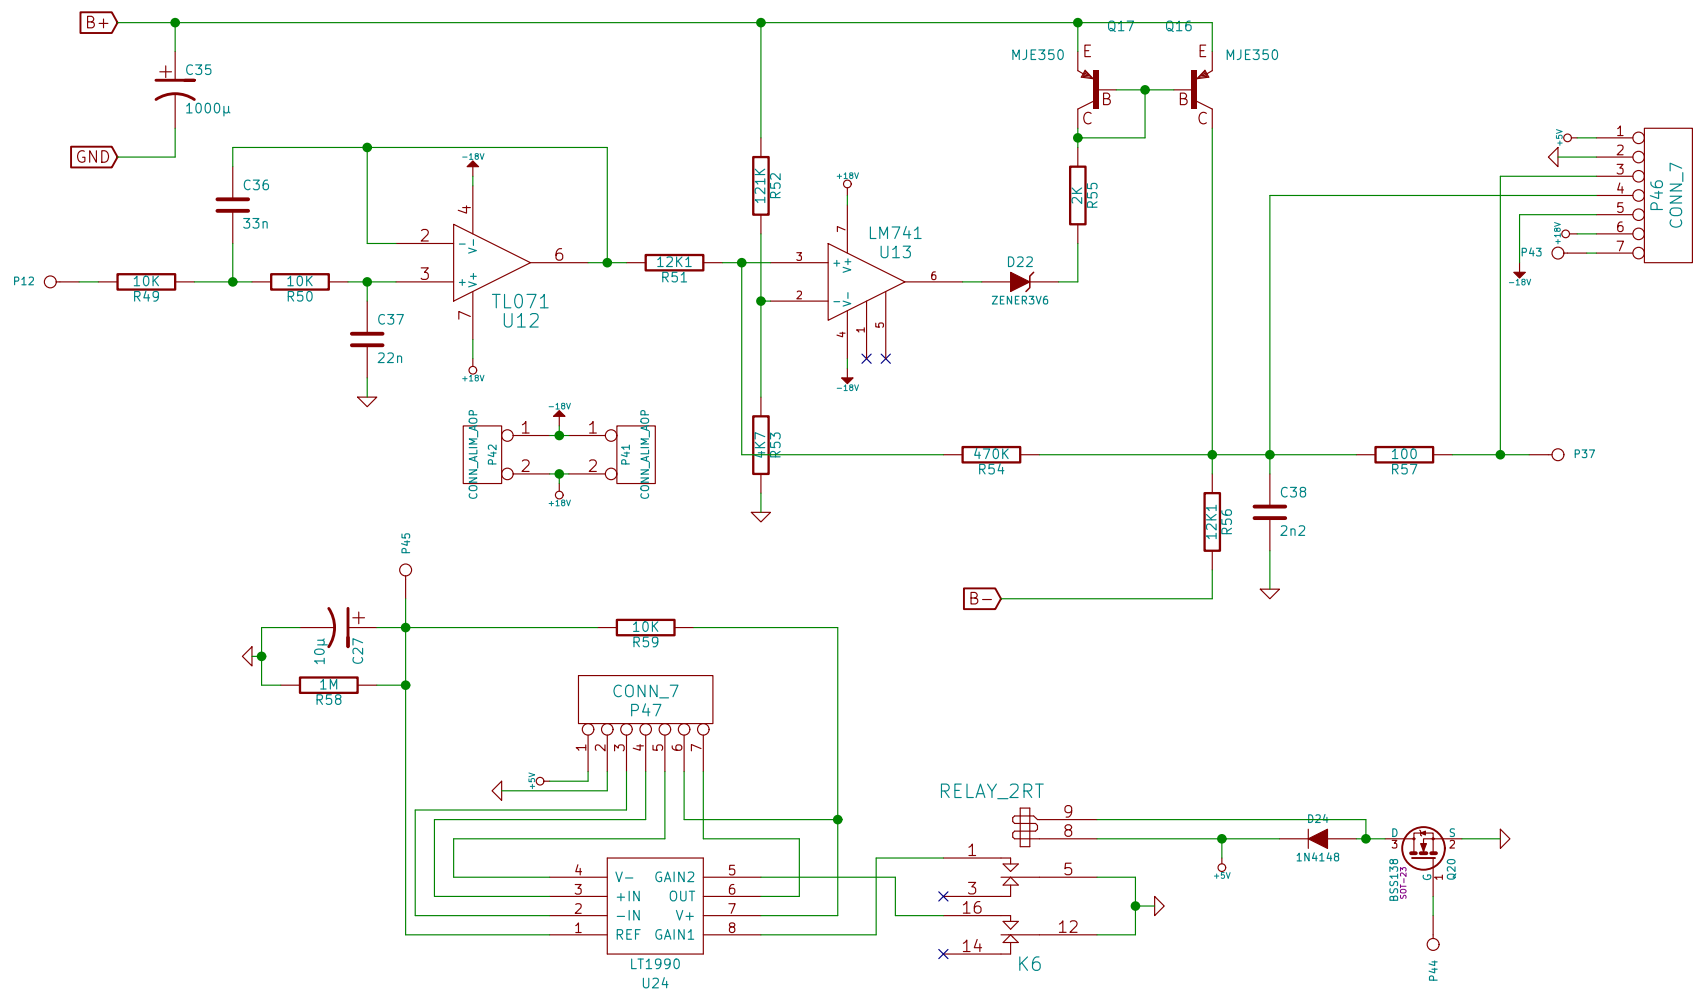 B+
Q17
Q16
MJE350
E
E
MJE350
+
C35
1000µ
B
B
C
C
GND
-18V
C36
33n
4
2
-
V-
3
+
V+
6
7
TL071
U12
+18V
P12
10K
R49
10K
R50
C37
22n
12K1
R51
121K
R52
+18V
7
LM741
U13
3
+
V+
2
-
V-
6
4
1
5
-18V
D22
ZENER3V6
2K
R55
+5V
1
2
3
4
5
6
7
P46
CONN_7
+18V
P43
-18V
CONN_ALIM_AOP
P42
1
2
-18V
+18V
1
2
P41
CONN_ALIM_AOP
4K7
R53
470K
R54
100
R57
P37
12K1
R56
C38
2n2
B-
P45
10µ
+
C27
1M
R58
10K
R59
CONN_7
P47
1
2
3
4
5
6
7
+5V
4
V-
GAIN2
5
3
+IN
OUT
6
2
-IN
V+
7
1
REF
GAIN1
8
LT1990
U24
RELAY_2RT
9
8
1
5
3
16
12
14
K6
D24
1N4148
+5V
D
3
S
2
G
1
BSS138
SOT-23
Q20
P44